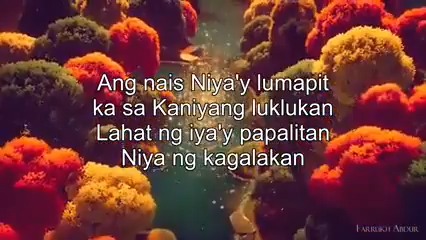 Ang nais Niya'y lumapit
ka sa Kaniyang luklukan
Lahat ng iya'y papalitan
Niya ng kagalakan
Farrukh Abdur